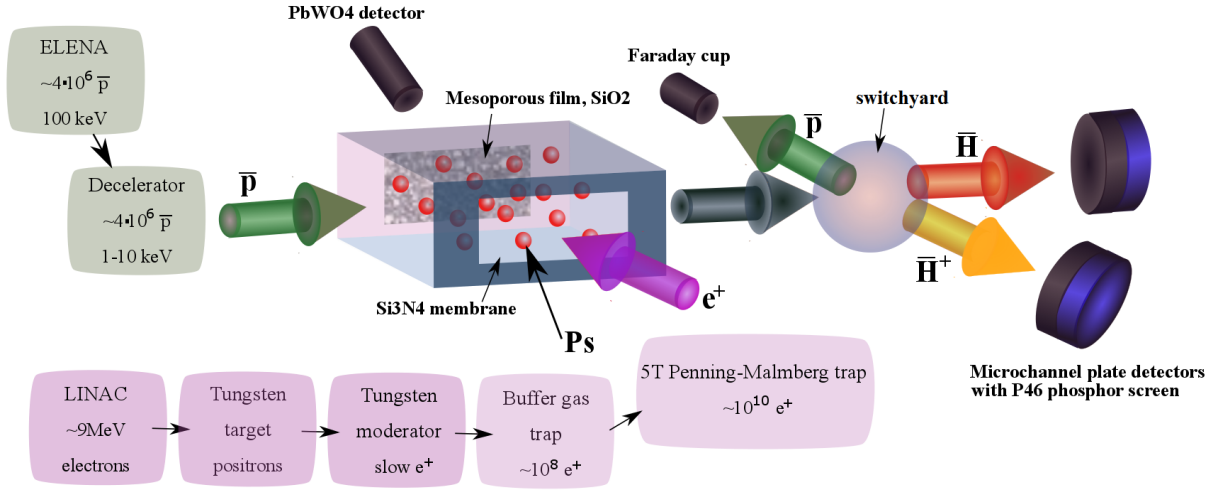 PbWO4 detector
ELENA
~4·10⁶ p̅
100 keV
Decelerator
~4·10⁶ p̅
1-10 keV
p̅
Mesoporous film, SiO2
Si3N4 membrane
Ps
e⁺
Faraday cup
p̅
switchyard
H̅
H̅⁺
Microchannel plate detectors
with P46 phosphor screen
LINAC
~9MeV
electrons
Tungsten
target
positrons
Tungsten
moderator
slow e⁺
Buffer gas
trap
~10⁸ e⁺
5T Penning-Malmberg trap
~10¹⁰ e⁺